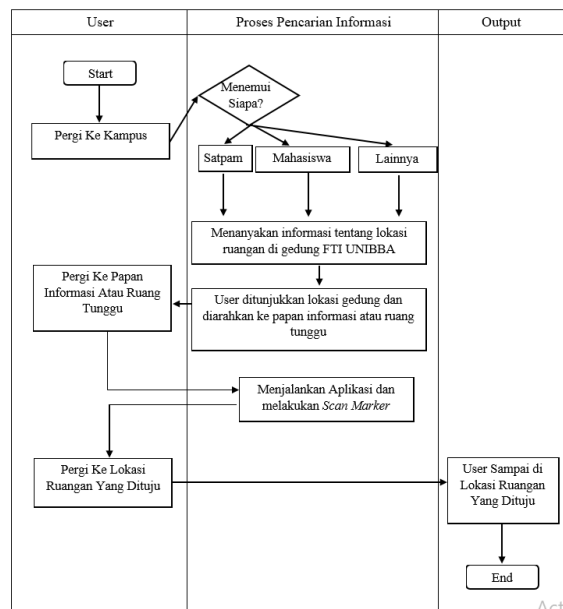 User
Proses Pencarian Informasi
Output
Start
Menemui
Siapa?
Pergi Ke Kampus
Satpam
Mahasiswa
Lainnya
Menanyakan informasi tentang lokasi
ruangan di gedung FTI UNIBBA
Pergi Ke Papan
Informasi Atau Ruang
Tunggu
User ditunjukkan lokasi gedung dan
diarahkan ke papan informasi atau ruang
tunggu
Menjalankan Aplikasi dan
melakukan Scan Marker
Pergi Ke Lokasi
Ruangan Yang Dituju
User Sampai di
Lokasi Ruangan
Yang Dituju
End
Act